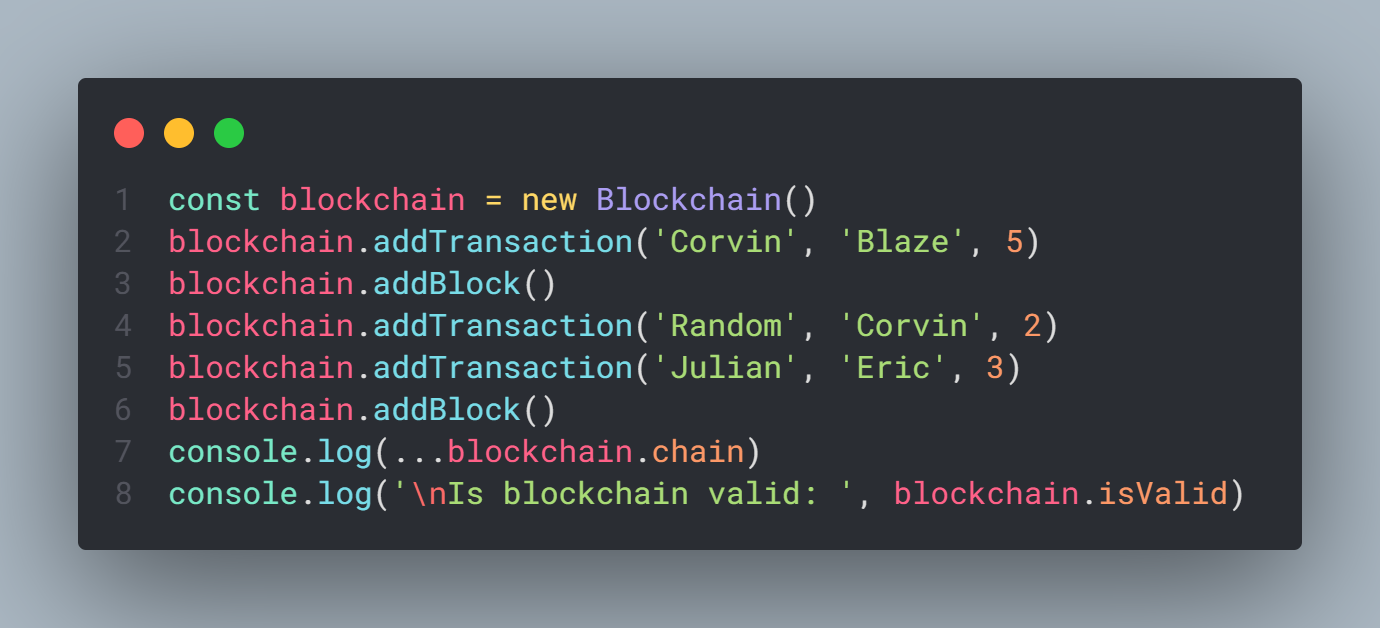 1 const blockchain = new Blockchain()
2 blockchain.addTransaction('Corvin', 'Blaze', 5)
3 blockchain.addBlock()
4 blockchain.addTransaction('Random', 'Corvin', 2)
5 blockchain.addTransaction('Julian', 'Eric', 3)
6 blockchain.addBlock()
7 console.log(...blockchain.chain)
8 console.log('\nIs blockchain valid: ', blockchain.isValid)